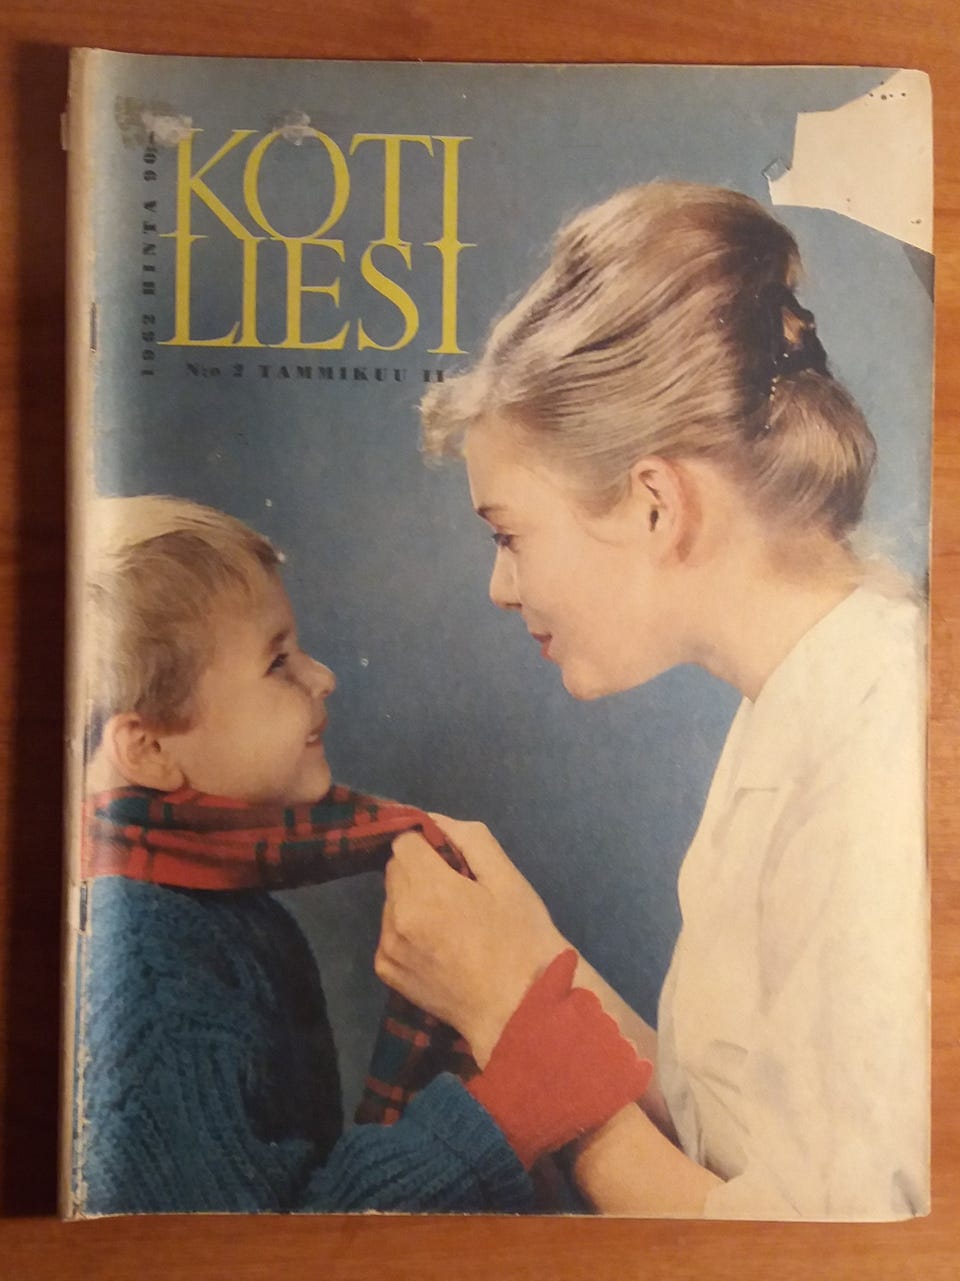 KOTI
LIESI
N:o 2 TAMMIKUU II
1962 HINTA 90:-